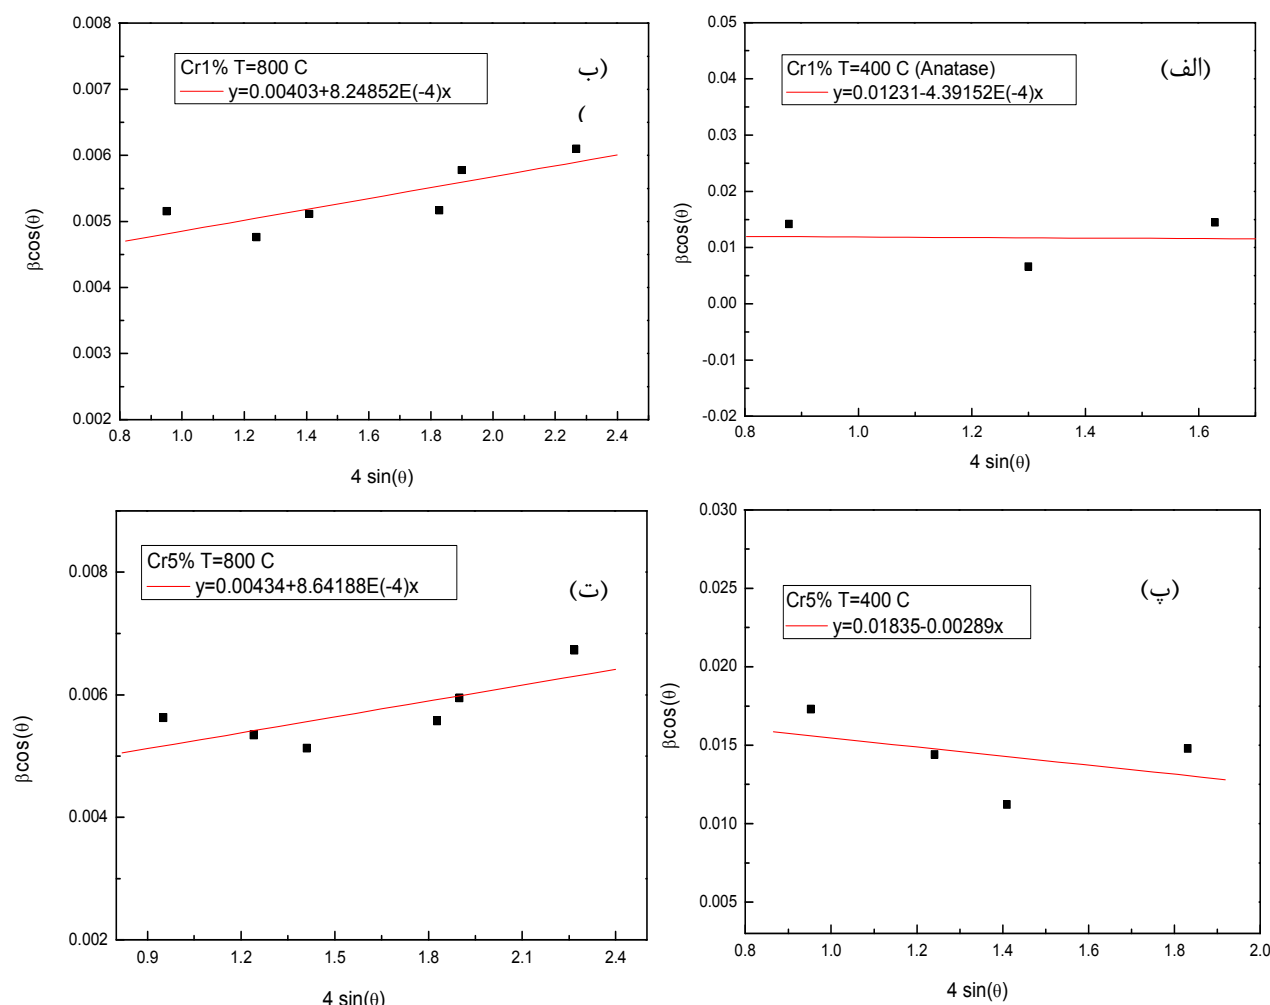 0.008
0.007
0.006
0.005
0.004
0.003
0.002
0.8 1.0 1.2 1.4 1.6 1.8 2.0 2.2 2.4
βcos(θ)
4 sin(θ)
Cr1% T=800 C
y=0.00403+8.24852E(-4)x
(ب
)
0.05
0.04
0.03
0.02
0.01
0.00
-0.01
-0.02
0.8 1.0 1.2 1.4 1.6
βcos(θ)
4 sin(θ)
Cr1% T=400 C (Anatase)
y=0.01231-4.39152E(-4)x
(الف)
0.008
0.006
0.004
0.002
0.9 1.2 1.5 1.8 2.1 2.4
βcos(θ)
4 sin(θ)
Cr5% T=800 C
y=0.00434+8.64188E(-4)x
(ت)
0.030
0.025
0.020
0.015
0.010
0.005
0.8 1.0 1.2 1.4 1.6 1.8 2.0
βcos(θ)
4 sin(θ)
Cr5% T=400 C
y=0.01835-0.00289x
(پ)